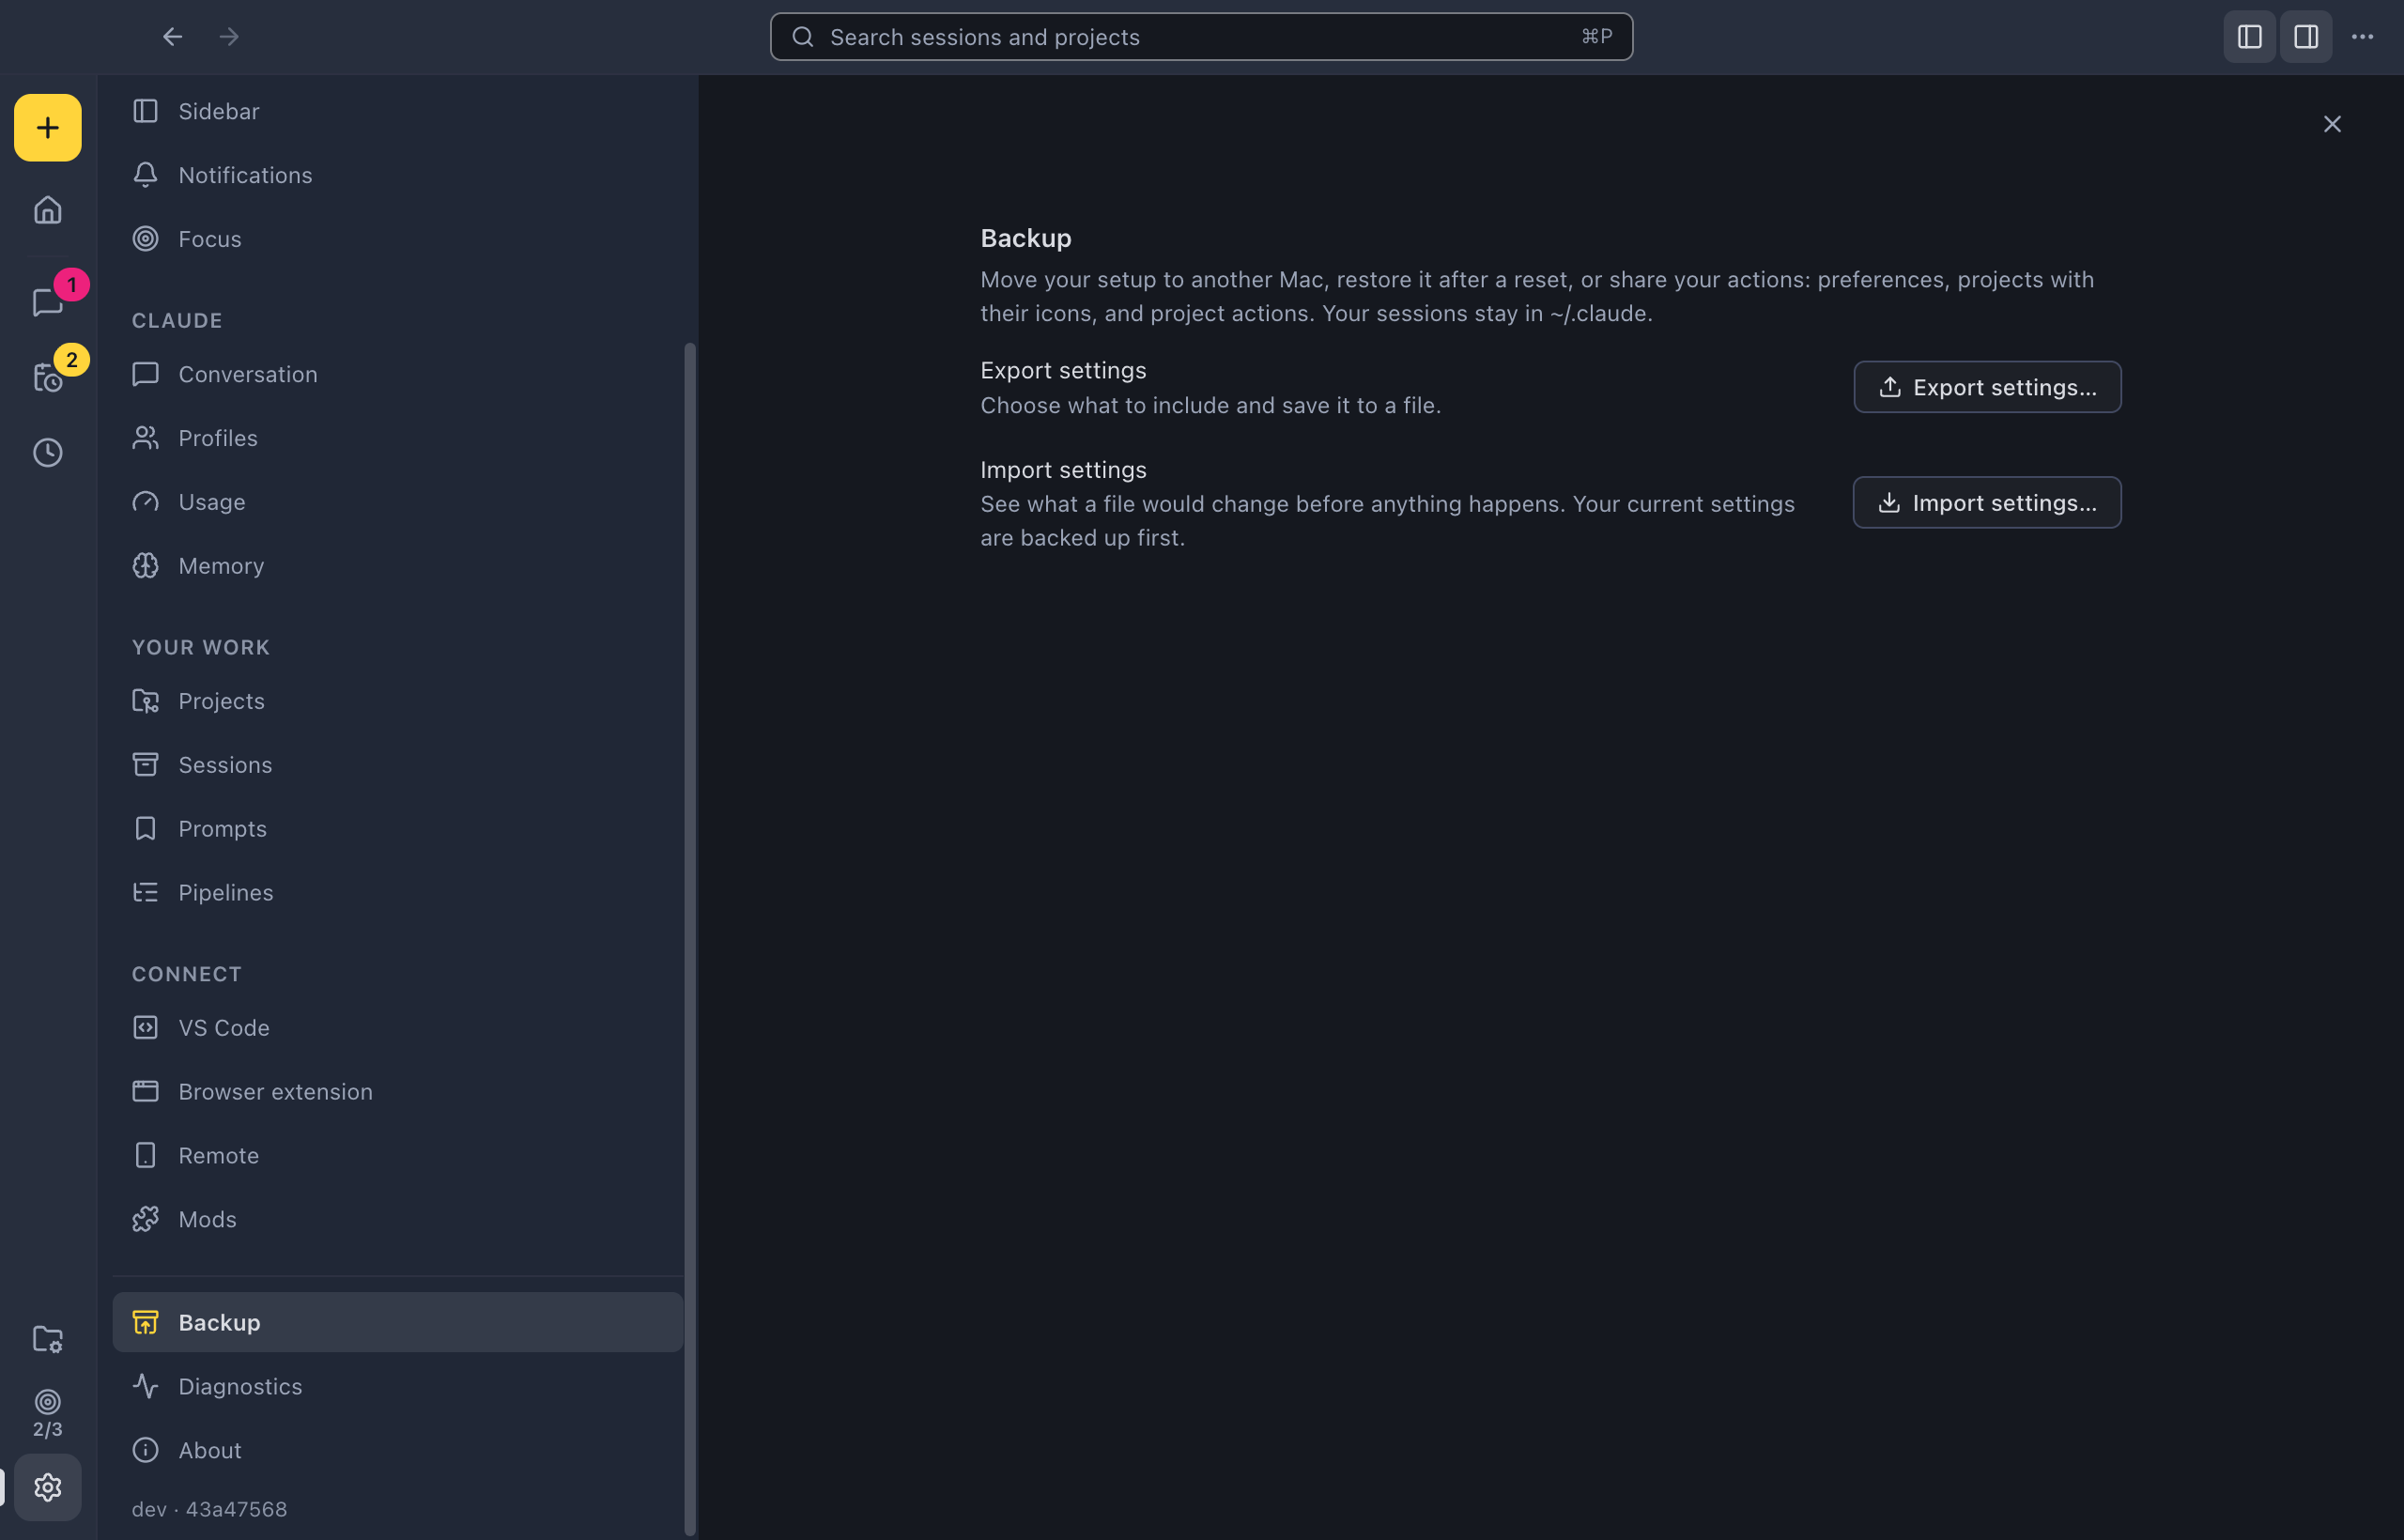 Search sessions and projects
⌘P
1
2
2/3
Sidebar
Notifications
Focus
CLAUDE
Conversation
Profiles
Usage
Memory
YOUR WORK
Projects
Sessions
Prompts
Pipelines
CONNECT
VS Code
Browser extension
Remote
Mods
Backup
Diagnostics
About
dev · 43a47568
Backup
Move your setup to another Mac, restore it after a reset, or share your actions: preferences, projects with
their icons, and project actions. Your sessions stay in ~/.claude.
Export settings
Choose what to include and save it to a file.
Export settings...
Import settings
See what a file would change before anything happens. Your current settings
are backed up first.
Import settings...